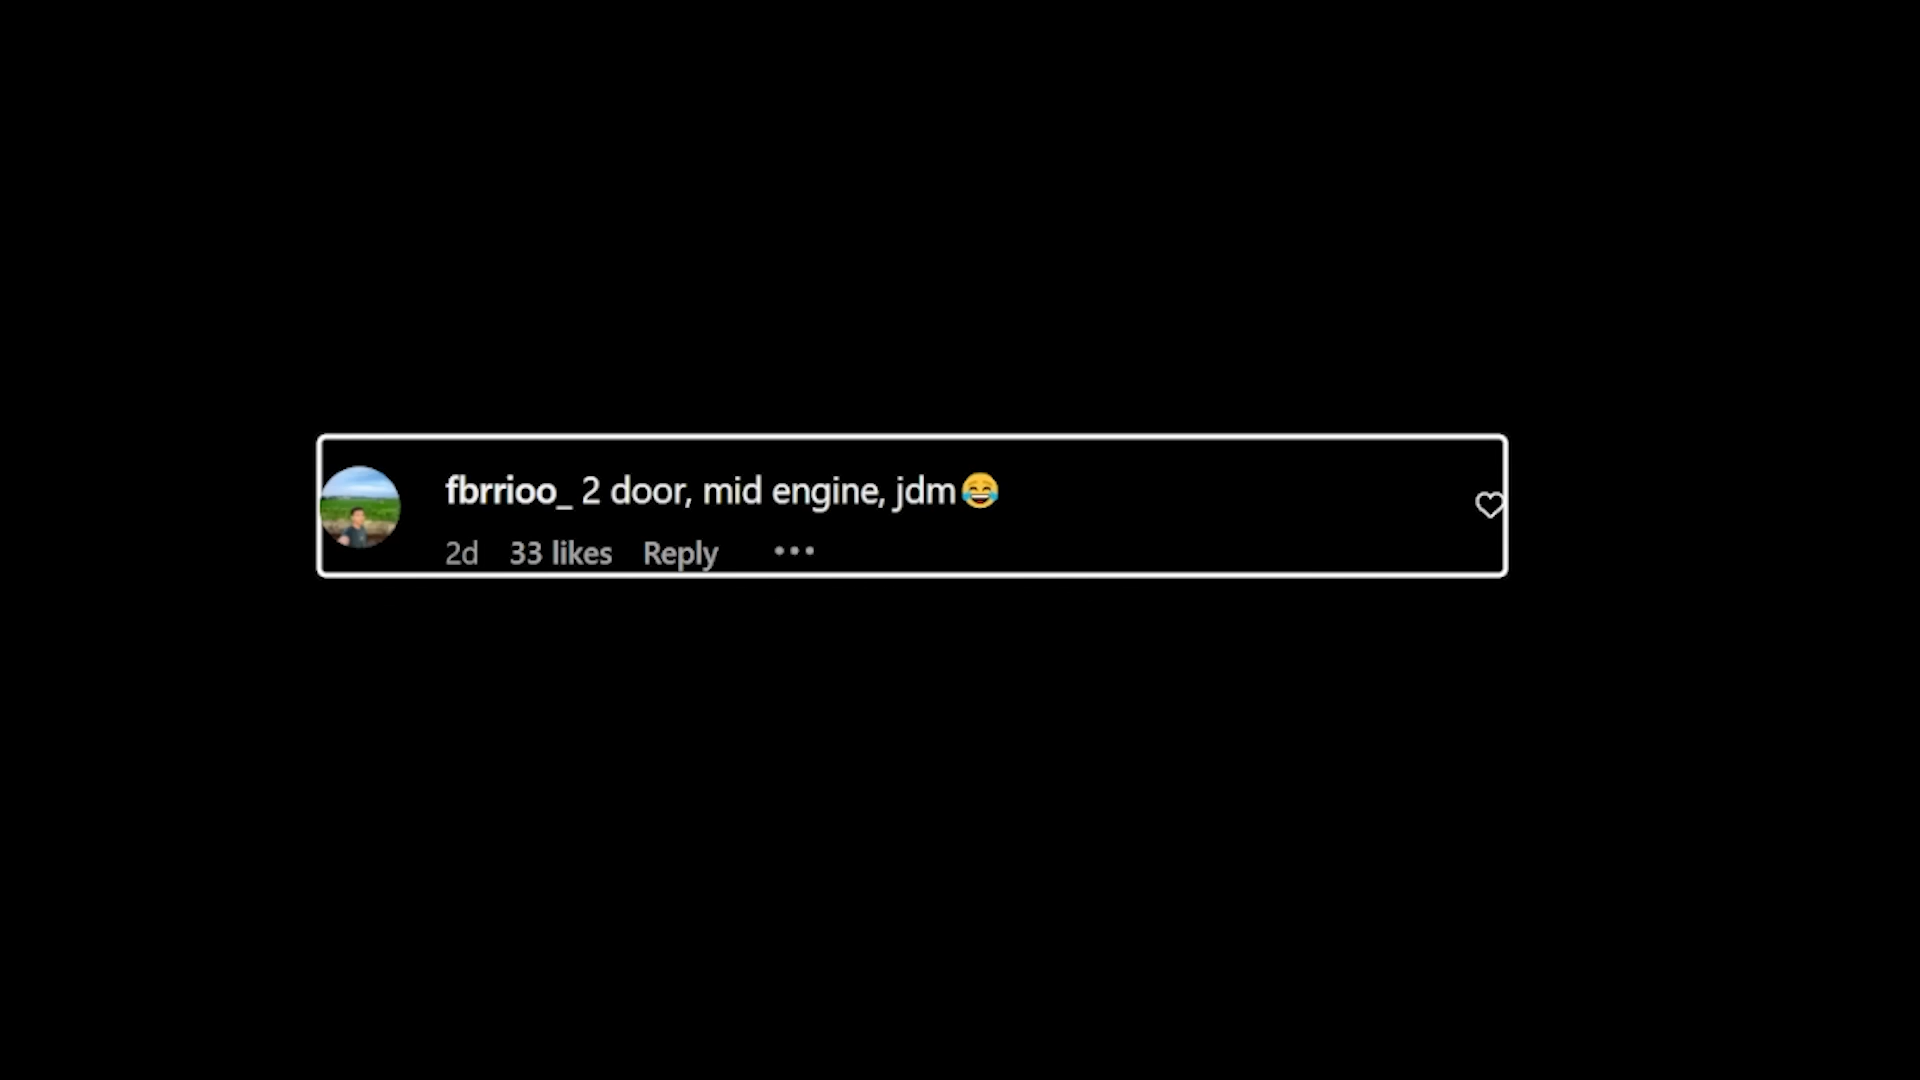 fbrrioo_ 2 door, mid engine, jdm😂
2d 33 likes Reply •••